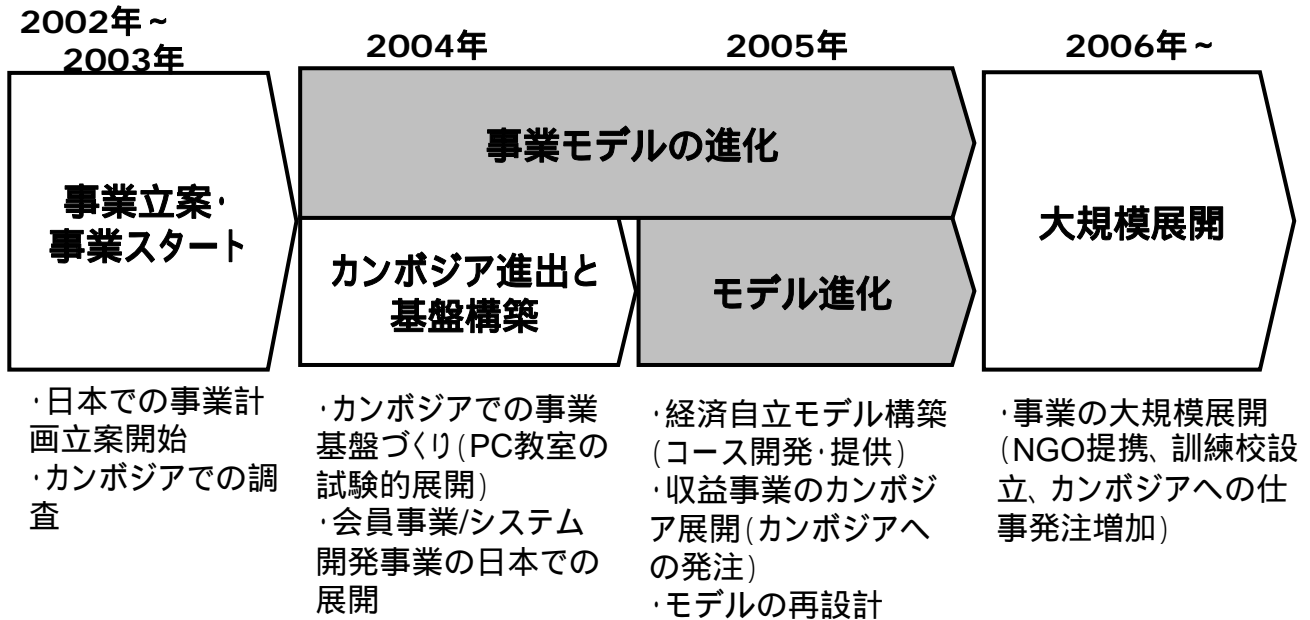 2002年~
2003年
2004年
2005年
2006年~
事業立案・
事業スタート
事業モデルの進化
カンボジア進出と
基盤構築
モデル進化
大規模展開
・日本での事業計
画立案開始
・カンボジアでの調
査
・カンボジアでの事業
基盤づくり(PC教室の
試験的展開)
・会員事業/システム
開発事業の日本での
展開
・経済自立モデル構築
(コース開発・提供)
・収益事業のカンボジ
ア展開(カンボジアへ
の発注)
・モデルの再設計
・事業の大規模展開
(NGO提携、訓練校設
立、カンボジアへの仕
事発注増加)